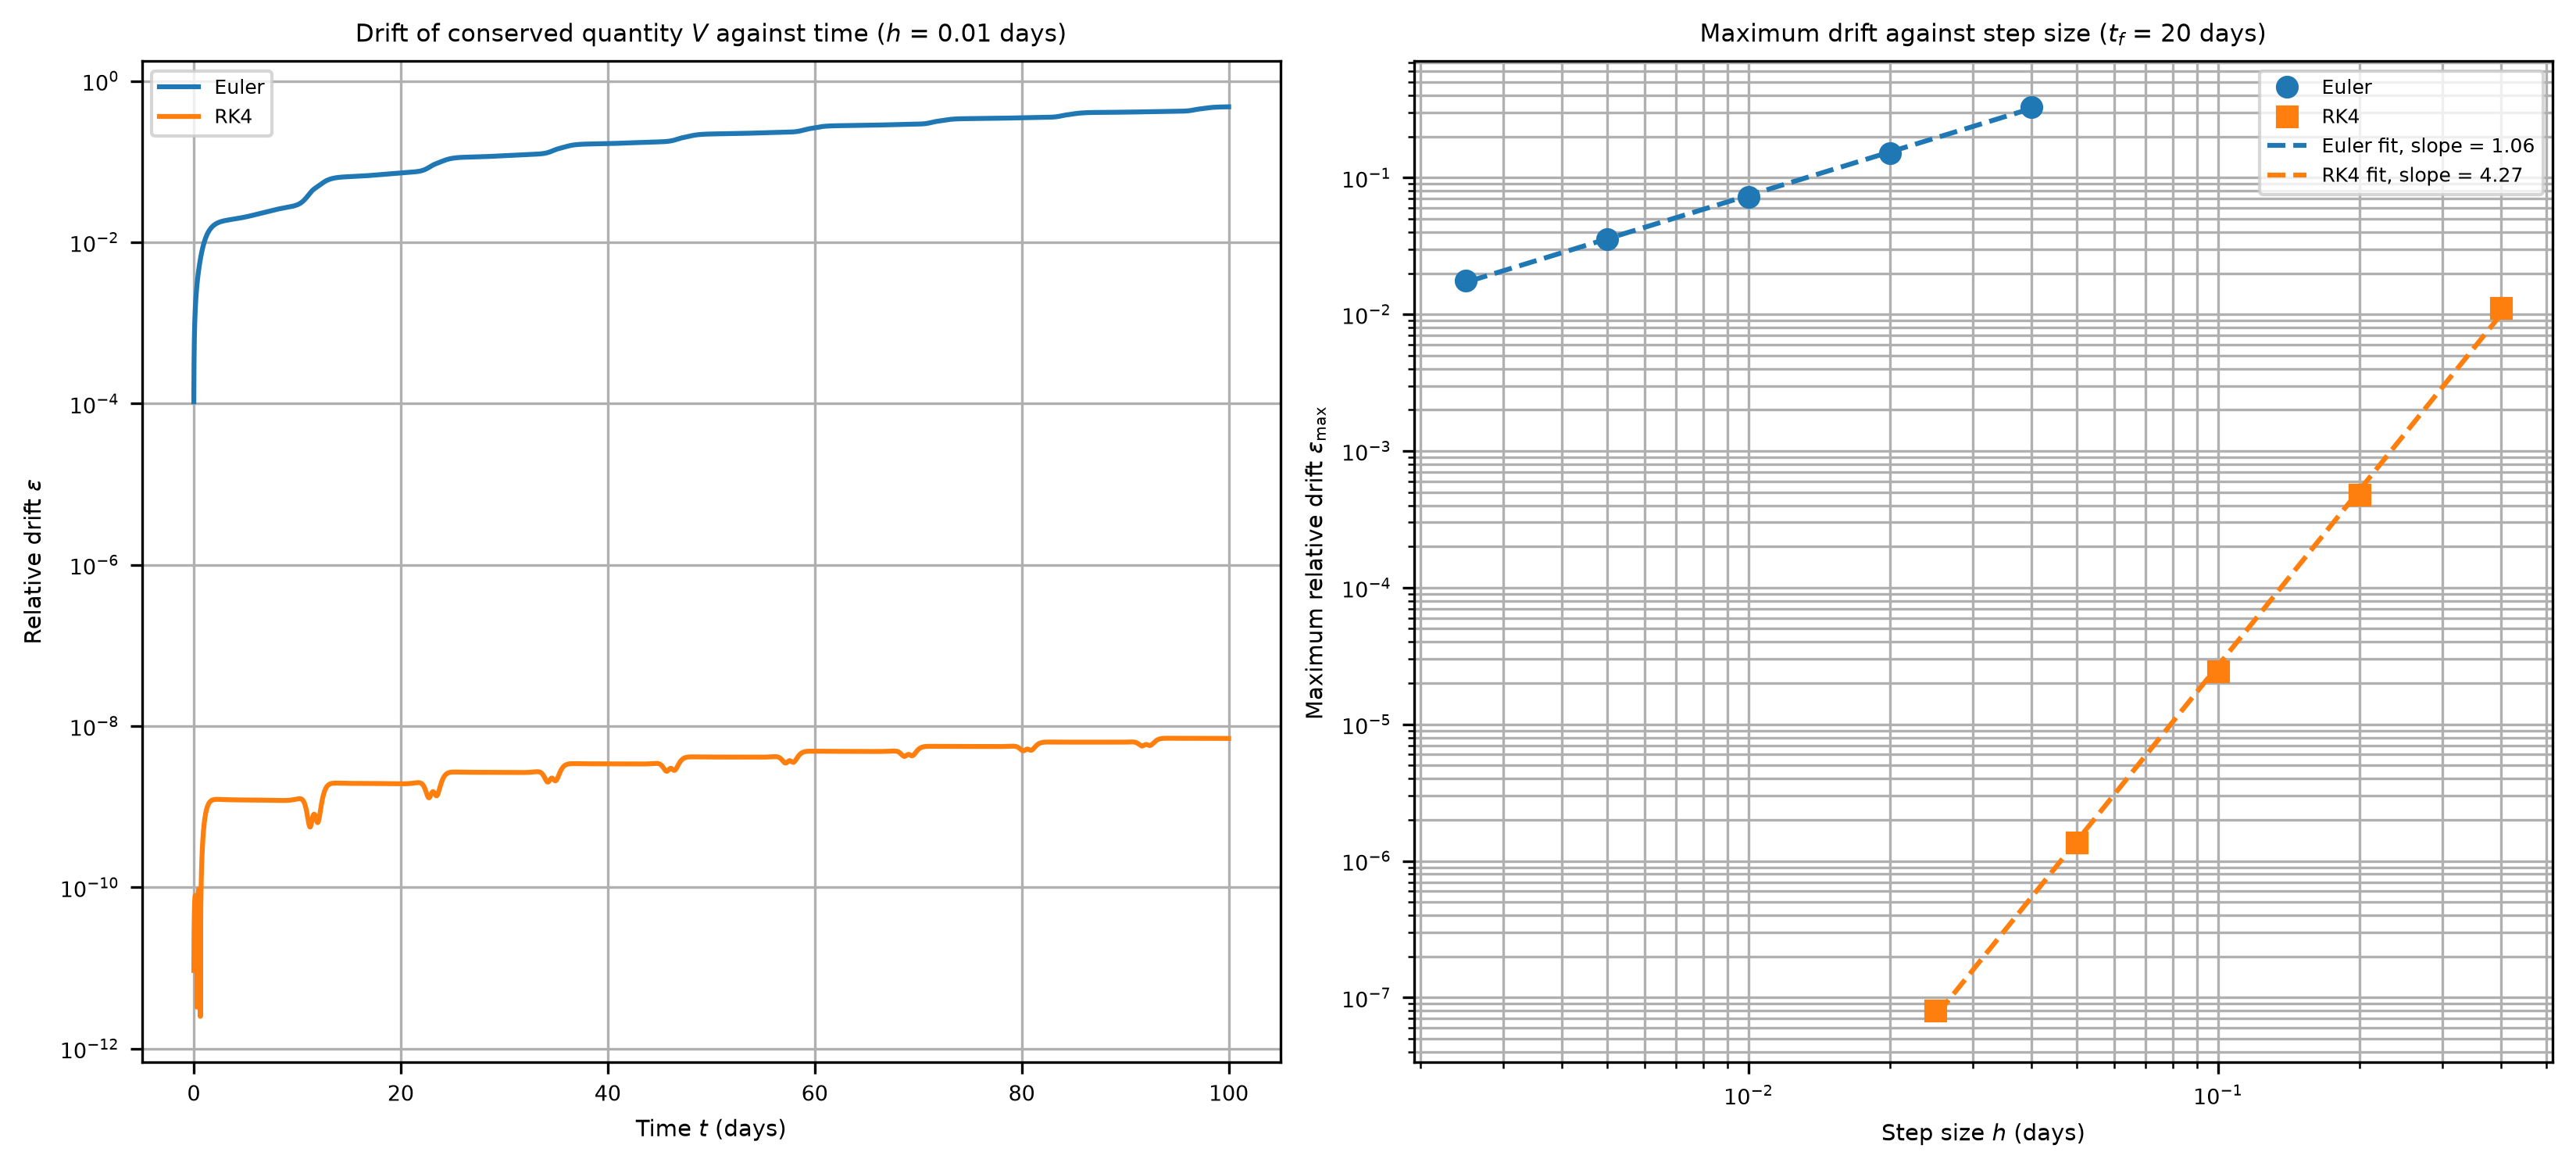 Drift of conserved quantity V against time (h = 0.01 days)
Euler
RK4
10⁰
10⁻²
10⁻⁴
10⁻⁶
10⁻⁸
10⁻¹⁰
10⁻¹²
Relative drift ε
0 20 40 60 80 100
Time t (days)
Maximum drift against step size (t_f = 20 days)
Euler
RK4
Euler fit, slope = 1.06
RK4 fit, slope = 4.27
10⁻¹
10⁻²
10⁻³
10⁻⁴
10⁻⁵
10⁻⁶
10⁻⁷
Maximum relative drift ε_max
10⁻² 10⁻¹
Step size h (days)